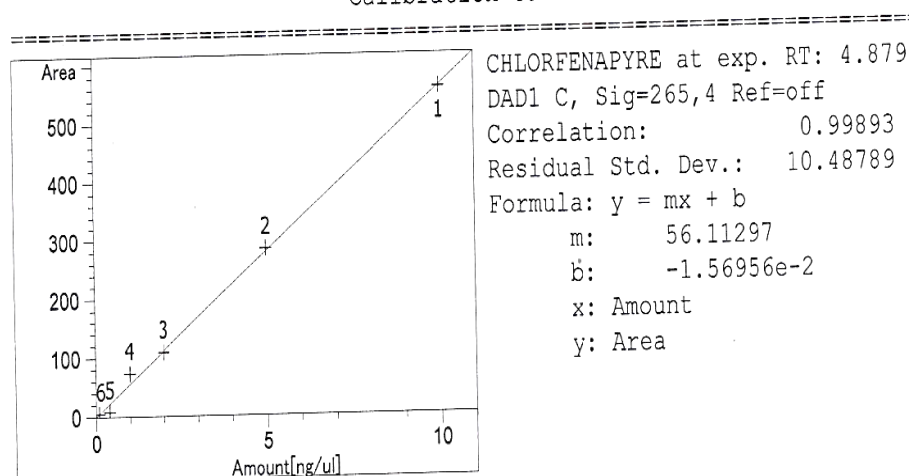 CHLORFENAPYRE at exp. RT: 4.879
DAD1 C, Sig=265,4 Ref=off
Correlation: 0.99893
Residual Std. Dev.: 10.48789
Formula: y = mx + b
m: 56.11297
b: -1.56956e-2
x: Amount
y: Area
Area
500
400
300
200
100
0
1
2
3
4
65
0
5
10
Amount[ng/ul]